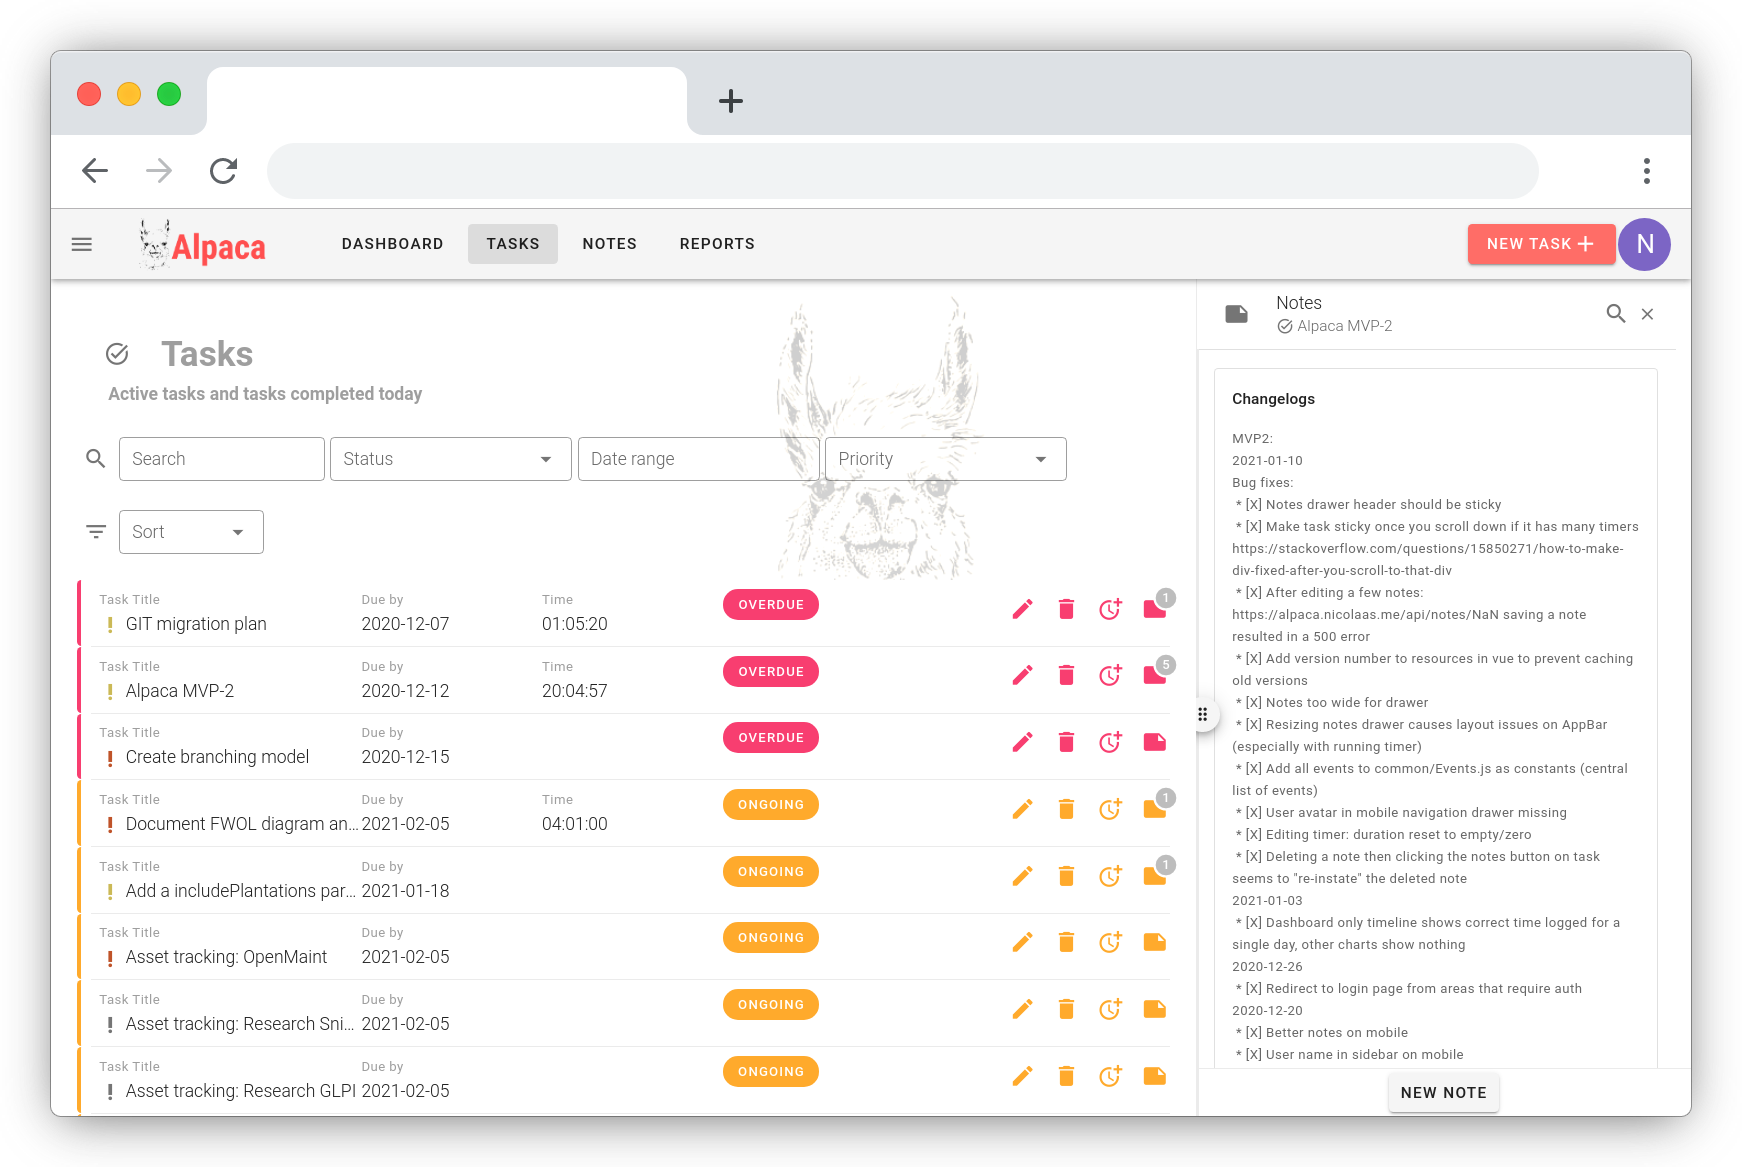 Alpaca
DASHBOARD TASKS NOTES REPORTS
NEW TASK
N
Tasks
Active tasks and tasks completed today
Search Status Date range Priority
Sort
Task Title Due by Time
GIT migration plan 2020-12-07 01:05:20 OVERDUE 1
Task Title Due by Time
Alpaca MVP-2 2020-12-12 20:04:57 OVERDUE 5
Task Title Due by
Create branching model 2020-12-15 OVERDUE
Task Title Due by Time
Document FWOL diagram an... 2021-02-05 04:01:00 ONGOING 1
Task Title Due by
Add a includePlantations par... 2021-01-18 ONGOING 1
Task Title Due by
Asset tracking: OpenMaint 2021-02-05 ONGOING
Task Title Due by
Asset tracking: Research Sni... 2021-02-05 ONGOING
Task Title Due by
Asset tracking: Research GLPI 2021-02-05 ONGOING
Notes
Alpaca MVP-2
Changelogs
MVP2:
2021-01-10
Bug fixes:
* [X] Notes drawer header should be sticky
* [X] Make task sticky once you scroll down if it has many timers
https://stackoverflow.com/questions/15850271/how-to-make-
div-fixed-after-you-scroll-to-that-div
* [X] After editing a few notes:
https://alpaca.nicolaas.me/api/notes/NaN saving a note
resulted in a 500 error
* [X] Add version number to resources in vue to prevent caching
old versions
* [X] Notes too wide for drawer
* [X] Resizing notes drawer causes layout issues on AppBar
(especially with running timer)
* [X] Add all events to common/Events.js as constants (central
list of events)
* [X] User avatar in mobile navigation drawer missing
* [X] Editing timer: duration reset to empty/zero
* [X] Deleting a note then clicking the notes button on task
seems to "re-instate" the deleted note
2021-01-03
* [X] Dashboard only timeline shows correct time logged for a
single day, other charts show nothing
2020-12-26
* [X] Redirect to login page from areas that require auth
2020-12-20
* [X] Better notes on mobile
* [X] User name in sidebar on mobile
NEW NOTE